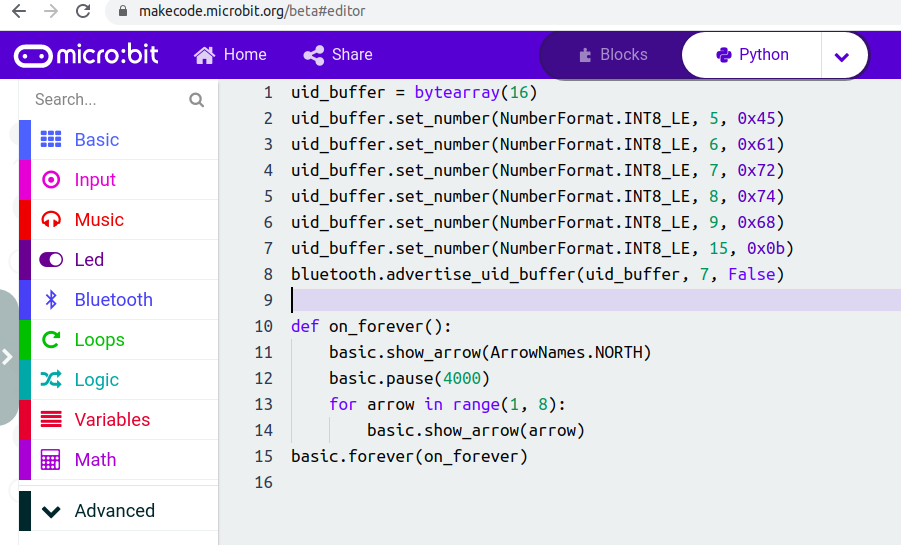 makecode.microbit.org/beta#editor
micro:bit Home Share Blocks Python
Search...
Basic
Input
Music
Led
Bluetooth
Loops
Logic
Variables
Math
Advanced
1 uid_buffer = bytearray(16)
2 uid_buffer.set_number(NumberFormat.INT8_LE, 5, 0x45)
3 uid_buffer.set_number(NumberFormat.INT8_LE, 6, 0x61)
4 uid_buffer.set_number(NumberFormat.INT8_LE, 7, 0x72)
5 uid_buffer.set_number(NumberFormat.INT8_LE, 8, 0x74)
6 uid_buffer.set_number(NumberFormat.INT8_LE, 9, 0x68)
7 uid_buffer.set_number(NumberFormat.INT8_LE, 15, 0x0b)
8 bluetooth.advertise_uid_buffer(uid_buffer, 7, False)
9
10 def on_forever():
11     basic.show_arrow(ArrowNames.NORTH)
12     basic.pause(4000)
13     for arrow in range(1, 8):
14         basic.show_arrow(arrow)
15 basic.forever(on_forever)
16